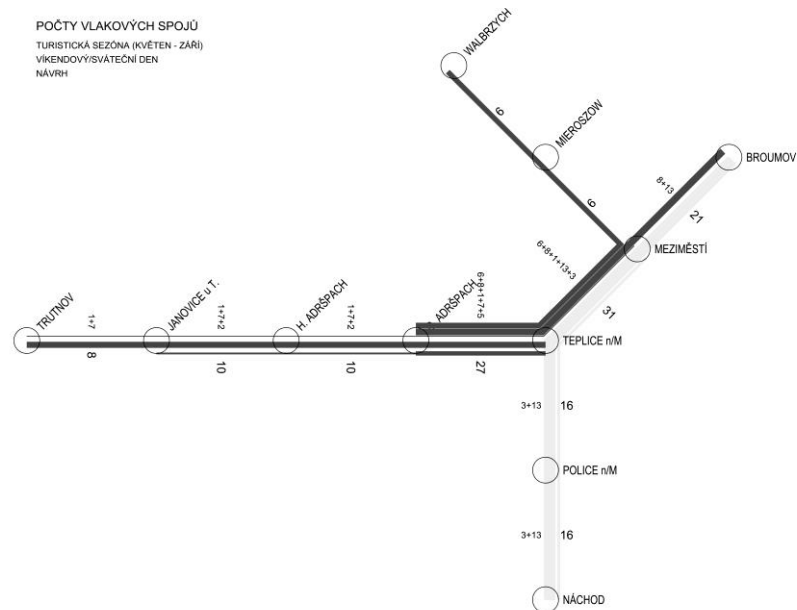 POČTY VLAKOVÝCH SPOJŮ
TURISTICKÁ SEZÓNA (KVĚTEN - ZÁŘÍ)
VÍKENDOVÝ/SVÁTEČNÍ DEN
NÁVRH
WALBRZYCH
6
MIEROSZOW
6
BROUMOV
8+13
21
MEZIMĚSTÍ
6+8+1+13+3
31
TRUTNOV
1+7
8
JANOVICE u T.
1+7+2
10
H. ADRŠPACH
1+7+2
10
ADRŠPACH
6+8+1+7+5
27
TEPLICE n/M
3+13
16
POLICE n/M
3+13
16
NÁCHOD